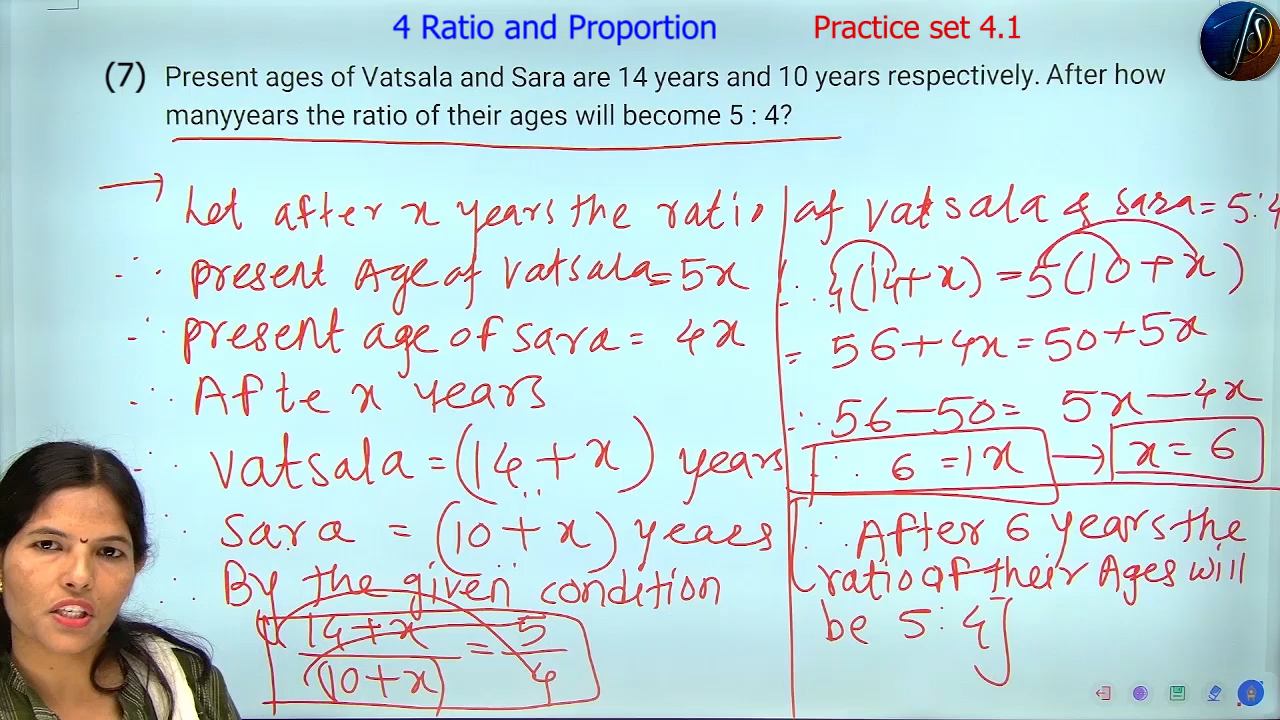 4 Ratio and Proportion Practice set 4.1
(7) Present ages of Vatsala and Sara are 14 years and 10 years respectively. After how
manyyears the ratio of their ages will become 5 : 4?
Let after x years the ratio of vatsala & sara = 5:4
∴ present Age of vatsala = 5x
∴ present age of sara = 4x
∴ Afte x years
∴ vatsala = (14 + x) years
∴ sara = (10 + x) years
∴ By the given condition
14+x / (10+x) = 5 / 4
∴ 4(14+x) = 5(10+x)
= 56+4x = 50+5x
∴ 56-50 = 5x-4x
∴ 6 = 1x → x = 6
∴ After 6 years the
ratio of their Ages will
be 5:4